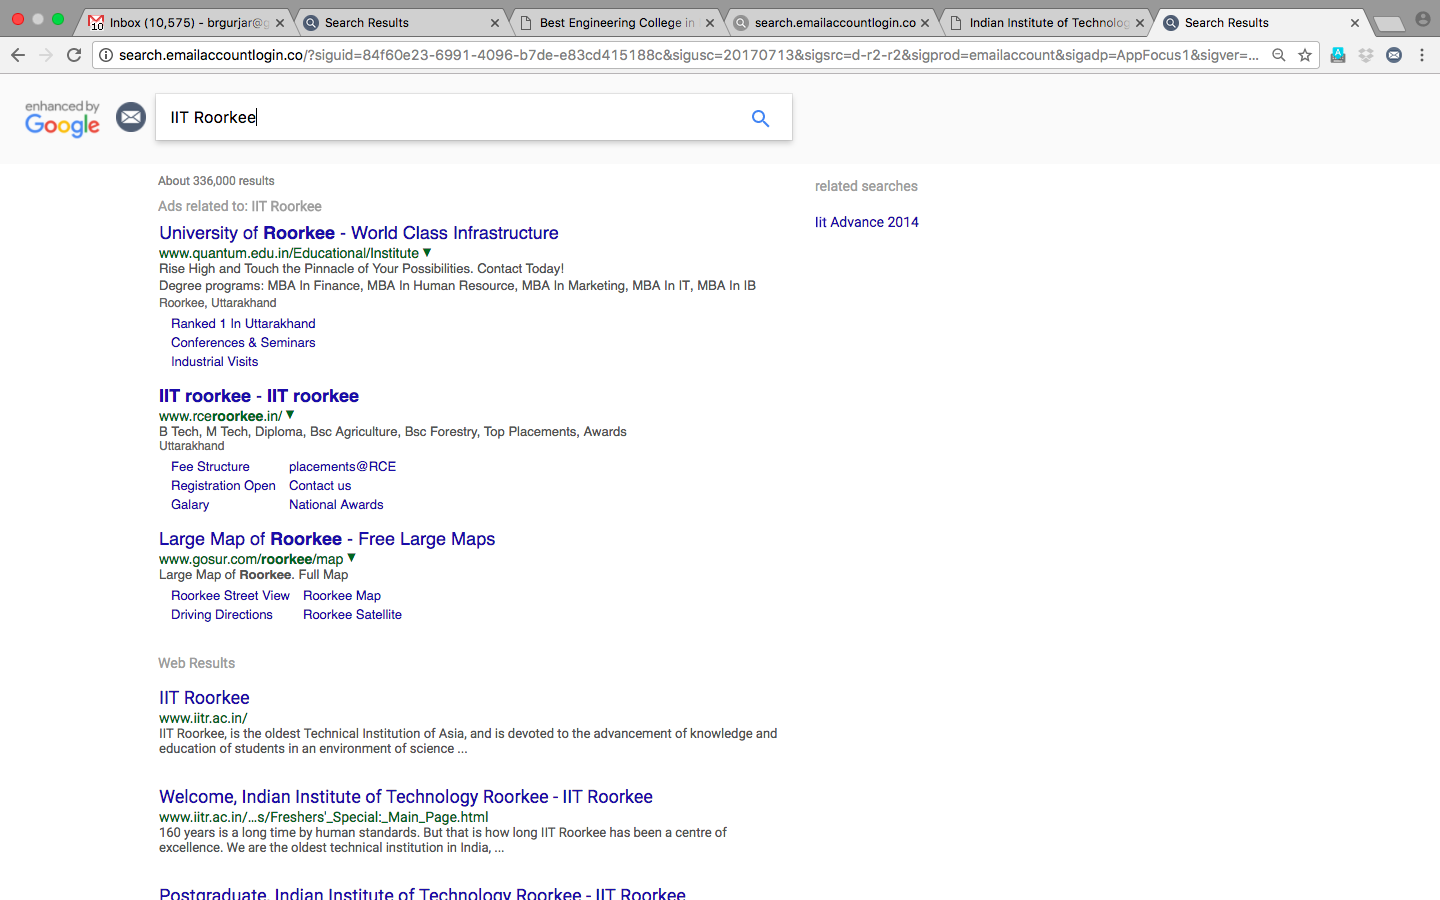 Inbox (10,575) - brgurjar@g
Search Results
Best Engineering College in
search.emailaccountlogin.co
Indian Institute of Technolog
Search Results
10
search.emailaccountlogin.co/?siguid=84f60e23-6991-4096-b7de-e83cd415188c&sigusc=20170713&sigsrc=d-r2-r2&sigprod=emailaccount&sigadp=AppFocus1&sigver=...
enhanced by
Google
IIT Roorkee
About 336,000 results
related searches
Ads related to: IIT Roorkee
Iit Advance 2014
University of Roorkee - World Class Infrastructure
www.quantum.edu.in/Educational/Institute
Rise High and Touch the Pinnacle of Your Possibilities. Contact Today!
Degree programs: MBA In Finance, MBA In Human Resource, MBA In Marketing, MBA In IT, MBA In IB
Roorkee, Uttarakhand
Ranked 1 In Uttarakhand
Conferences & Seminars
Industrial Visits
IIT roorkee - IIT roorkee
www.rceroorkee.in/
B Tech, M Tech, Diploma, Bsc Agriculture, Bsc Forestry, Top Placements, Awards
Uttarakhand
Fee Structure placements@RCE
Registration Open Contact us
Galary National Awards
Large Map of Roorkee - Free Large Maps
www.gosur.com/roorkee/map
Large Map of Roorkee. Full Map
Roorkee Street View Roorkee Map
Driving Directions Roorkee Satellite
Web Results
IIT Roorkee
www.iitr.ac.in/
IIT Roorkee, is the oldest Technical Institution of Asia, and is devoted to the advancement of knowledge and
education of students in an environment of science ...
Welcome, Indian Institute of Technology Roorkee - IIT Roorkee
www.iitr.ac.in/...s/Freshers'_Special:_Main_Page.html
160 years is a long time by human standards. But that is how long IIT Roorkee has been a centre of
excellence. We are the oldest technical institution in India, ...
Postgraduate, Indian Institute of Technology Roorkee - IIT Roorkee